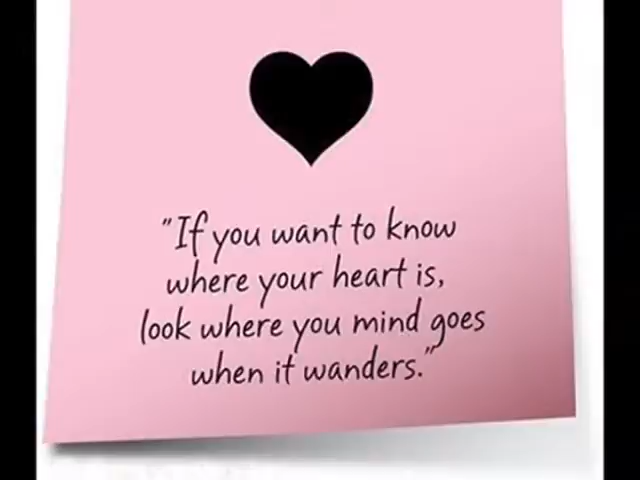 "If you want to know
where your heart is,
look where you mind goes
when it wanders."